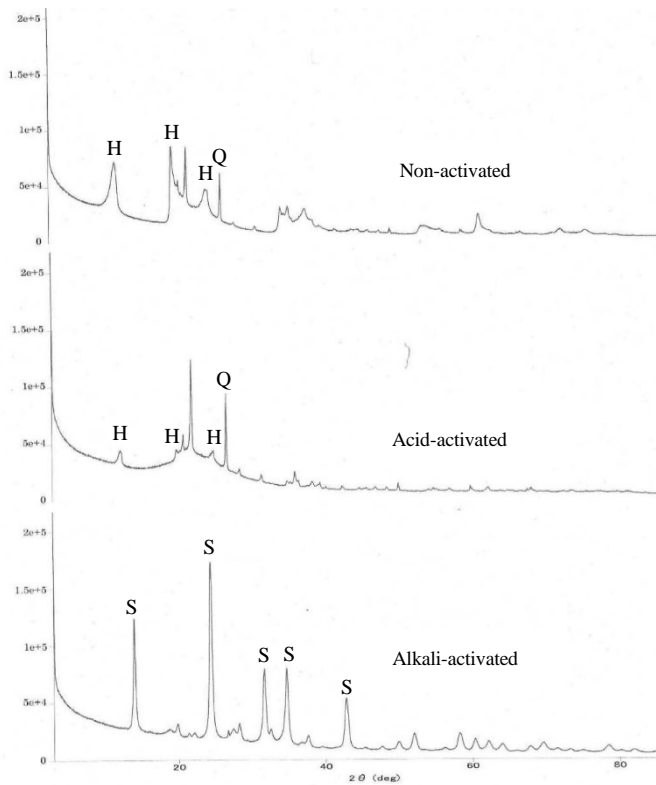 2e+5
1.5e+5
1e+5
H
H
Q
H
Non-activated
5e+4
0
2e+5
1.5e+5
1e+5
Q
H
H
H
Acid-activated
5e+4
0
2e+5
S
1.5e+5
S
1e+5
S
S
Alkali-activated
S
5e+4
0
20
40
60
80
2θ (deg)